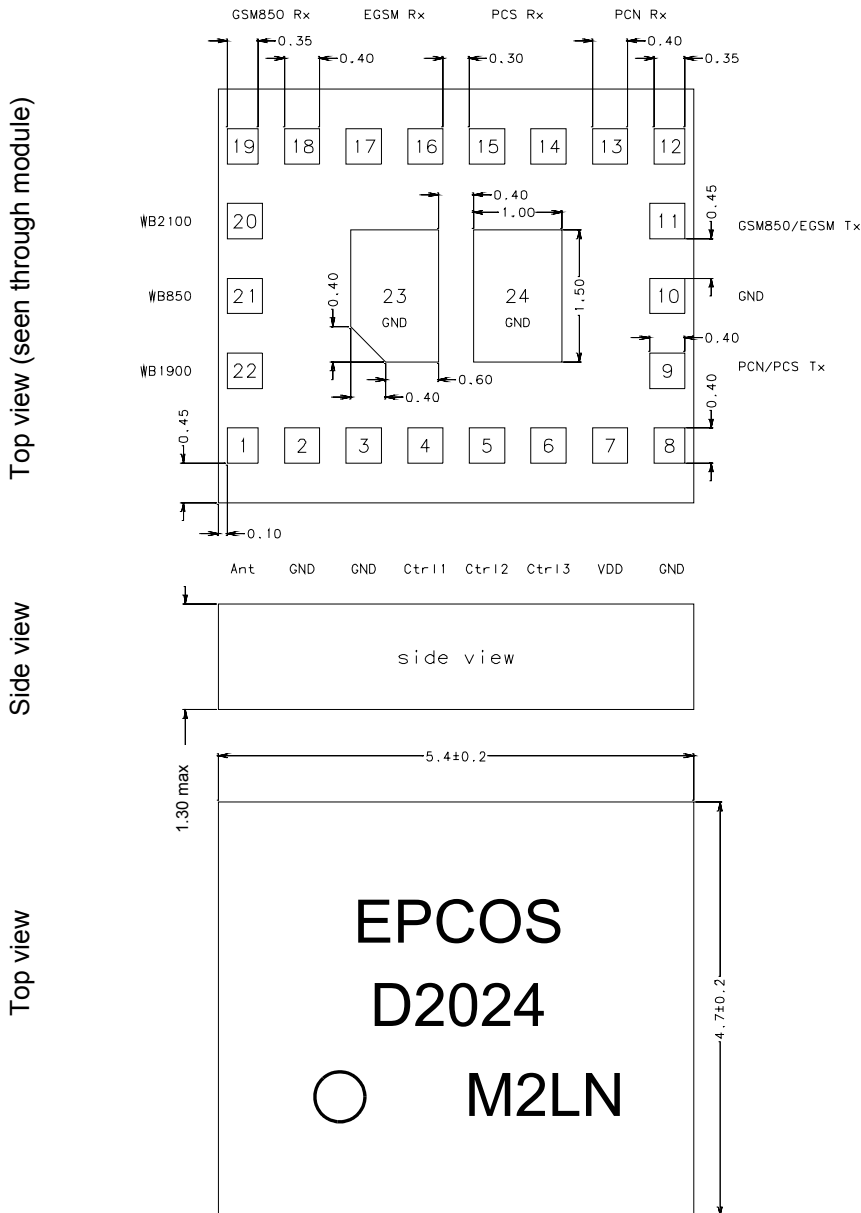 GSM850 Rx EGSM Rx PCS Rx PCN Rx
0.35 0.40
0.40 0.30 0.35
19 18 17 16 15 14 13 12
0.40
1.00
0.45
WB2100 20 11 GSM850/EGSM Tx
0.40
1.50
WB850 21 23 24 10 GND
GND GND
0.40
WB1900 22 9 PCN/PCS Tx
0.60
0.40
0.40
0.45
1 2 3 4 5 6 7 8
0.10
Top view (seen through module)
Ant GND GND Ctrl1 Ctrl2 Ctrl3 VDD GND
Side view
side view
1.30 max
5.4±0.2
Top view
EPCOS
D2024
M2LN
4.7±0.2